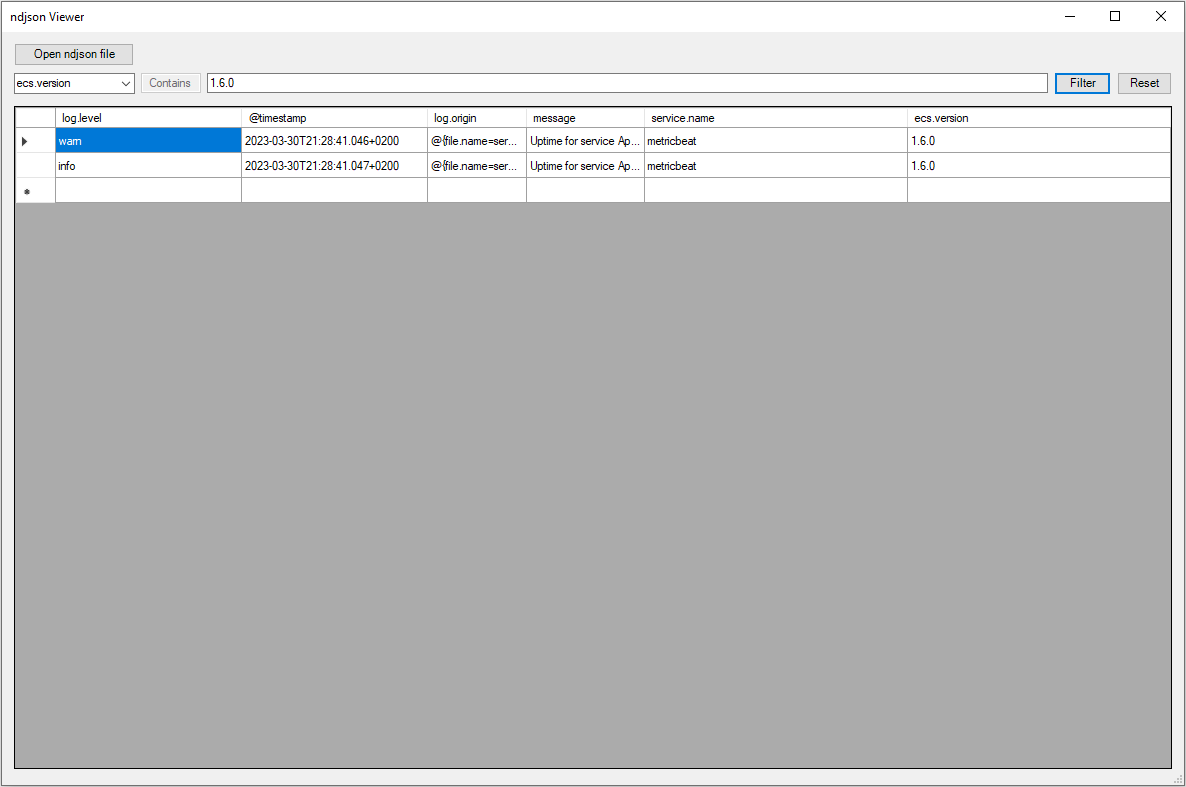 ndjson Viewer
Open ndjson file
ecs.version Contains 1.6.0 Filter Reset
log.level @timestamp log.origin message service.name ecs.version
warn 2023-03-30T21:28:41.046+0200 @{file.name=ser... Uptime for service Ap... metricbeat 1.6.0
info 2023-03-30T21:28:41.047+0200 @{file.name=ser... Uptime for service Ap... metricbeat 1.6.0